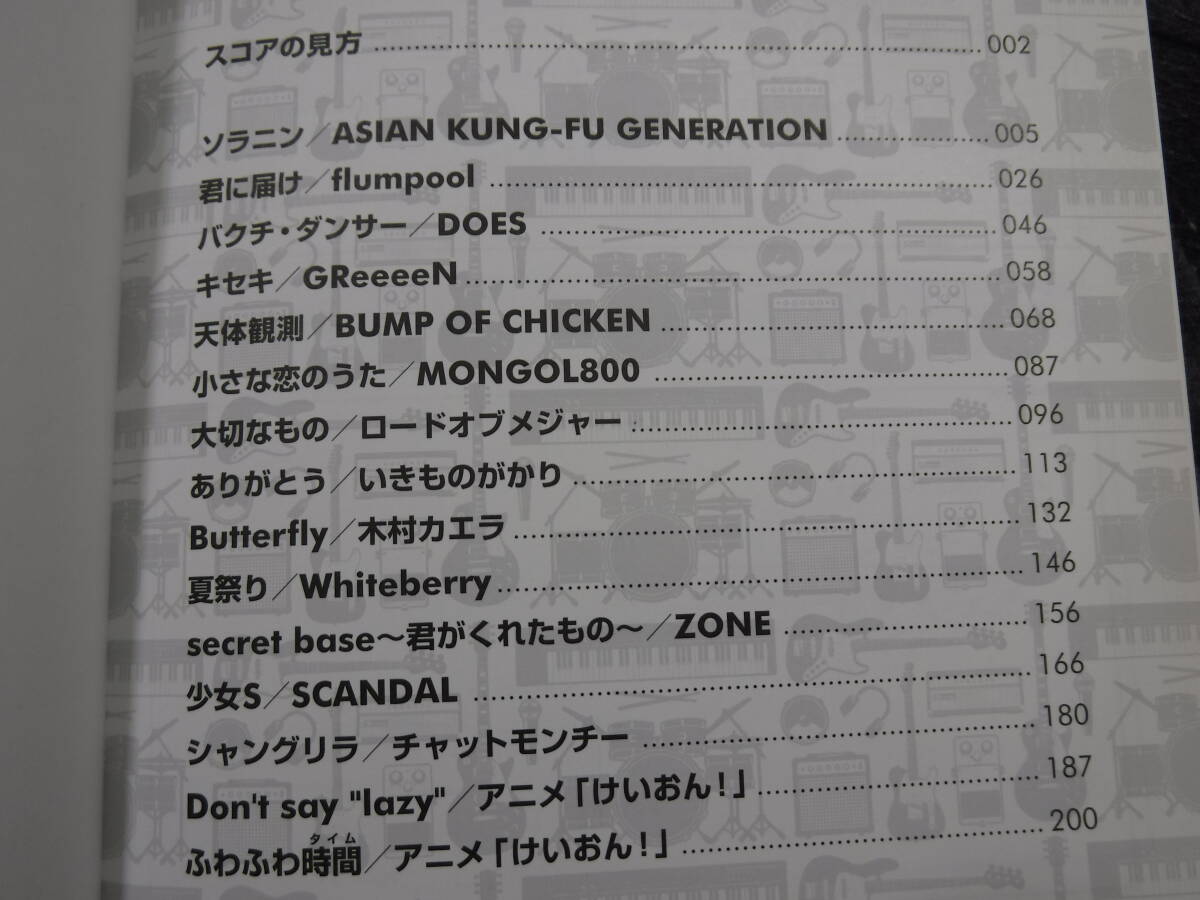 スコアの見方 002
ソラニン／ASIAN KUNG-FU GENERATION 005
君に届け／flumpool 026
バクチ・ダンサー／DOES 046
キセキ／GReeeeN 058
天体観測／BUMP OF CHICKEN 068
小さな恋のうた／MONGOL800 087
大切なもの／ロードオブメジャー 096
ありがとう／いきものがかり 113
Butterfly／木村カエラ 132
夏祭り／Whiteberry 146
secret base〜君がくれたもの〜／ZONE 156
少女S／SCANDAL 166
シャングリラ／チャットモンチー 180
Don't say "lazy"／アニメ「けいおん！」 187
タイム
ふわふわ時間／アニメ「けいおん！」 200